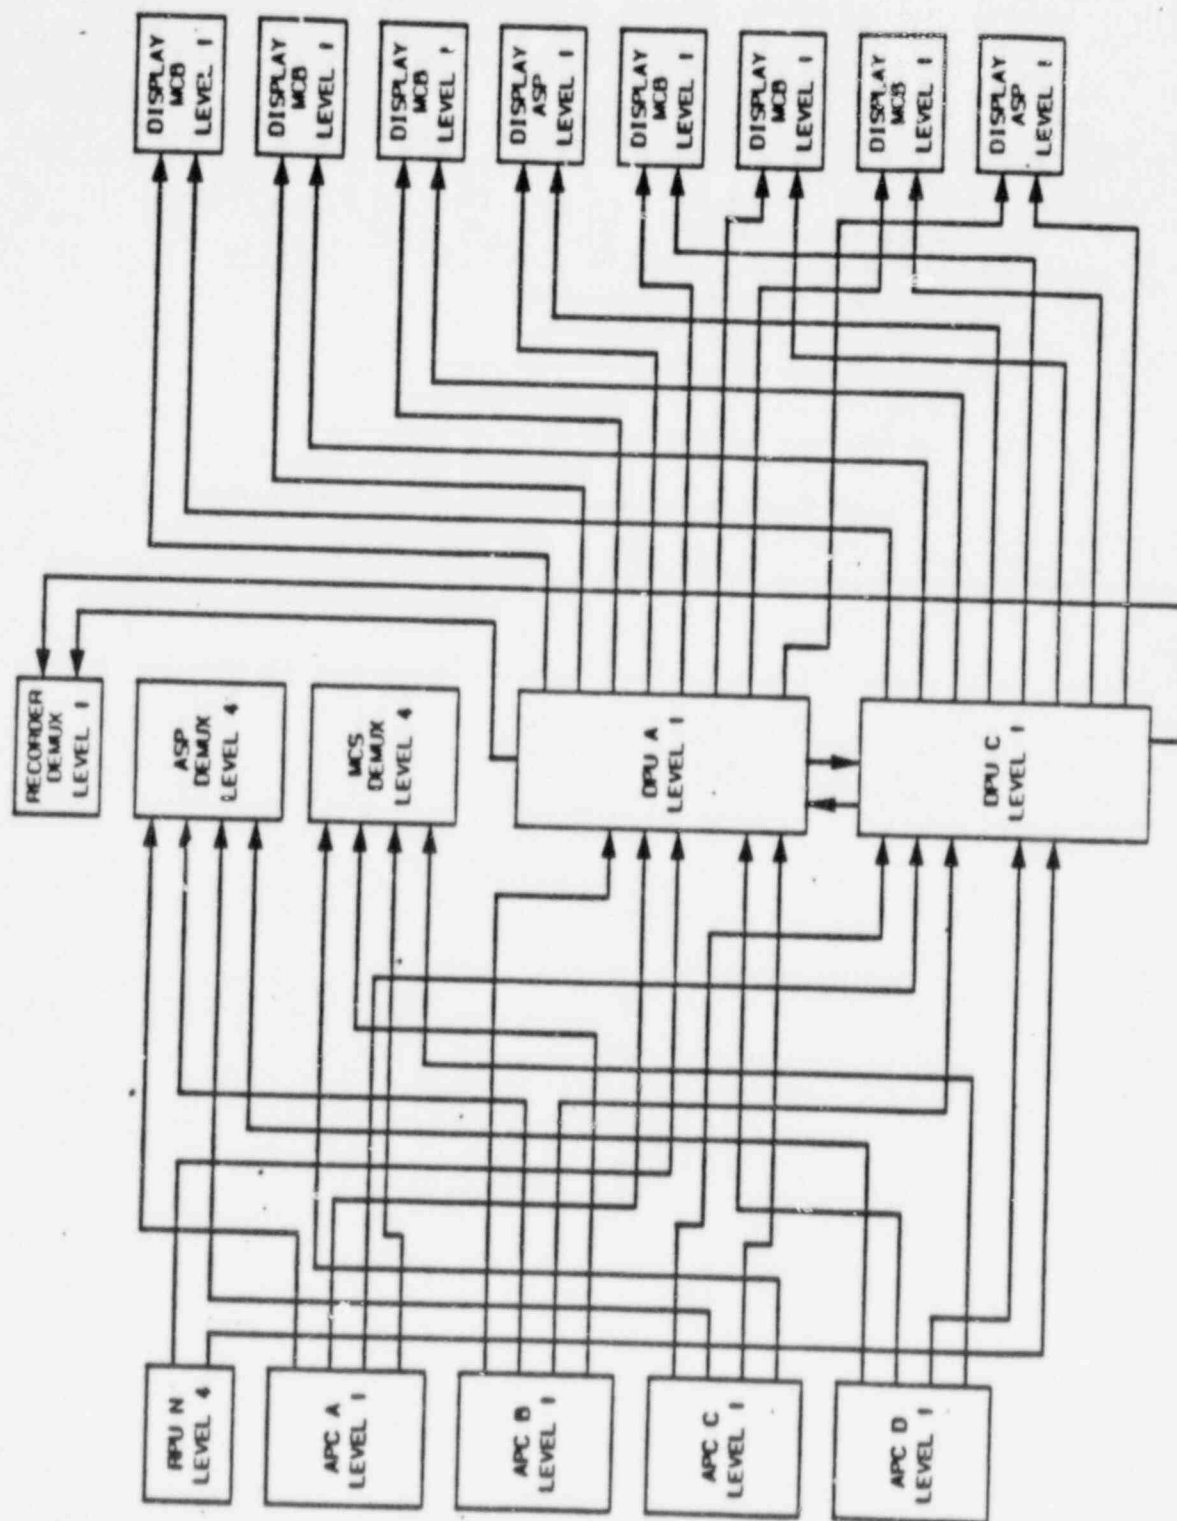 DISPLAY
MCB
LEVEL 1
DISPLAY
MCB
LEVEL 1
DISPLAY
MCB
LEVEL 1
DISPLAY
ASP
LEVEL 1
DISPLAY
MCB
LEVEL 1
DISPLAY
MCB
LEVEL 1
DISPLAY
MCB
LEVEL 1
DISPLAY
ASP
LEVEL 1
RECORDER
DEMUX
LEVEL 1
ASP
DEMUX
LEVEL 4
MCS
DEMUX
LEVEL 4
DPU A
LEVEL 1
DPU C
LEVEL 1
RPU N
LEVEL 4
APC A
LEVEL 1
APC B
LEVEL 1
APC C
LEVEL 1
APC D
LEVEL 1